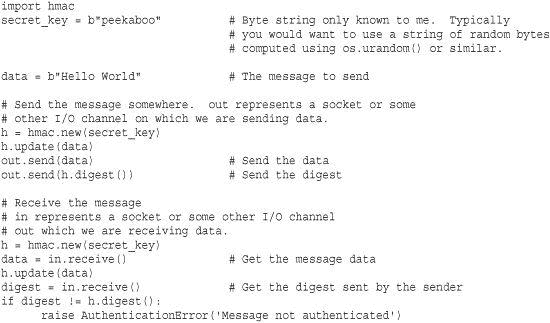 import hmac
secret_key = b"peekaboo"          # Byte string only known to me.  Typically
                                  # you would want to use a string of random bytes
                                  # computed using os.urandom() or similar.
data = b"Hello World"             # The message to send
# Send the message somewhere.  out represents a socket or some
# other I/O channel on which we are sending data.
h = hmac.new(secret_key)
h.update(data)
out.send(data)                    # Send the data
out.send(h.digest())              # Send the digest
# Receive the message
# in represents a socket or some other I/O channel
# out which we are receiving data.
h = hmac.new(secret_key)
data = in.receive()               # Get the message data
h.update(data)
digest = in.receive()             # Get the digest sent by the sender
if digest != h.digest():
      raise AuthenticationError('Message not authenticated')